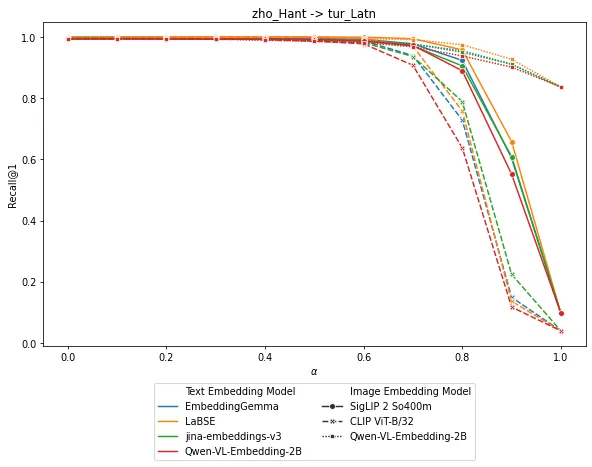 zho_Hant -> tur_Latn
Recall@1
1.0
0.8
0.6
0.4
0.2
0.0
0.0 0.2 0.4 0.6 0.8 1.0
α
Text Embedding Model
EmbeddingGemma
LaBSE
jina-embeddings-v3
Qwen-VL-Embedding-2B
Image Embedding Model
SigLIP 2 So400m
CLIP ViT-B/32
Qwen-VL-Embedding-2B